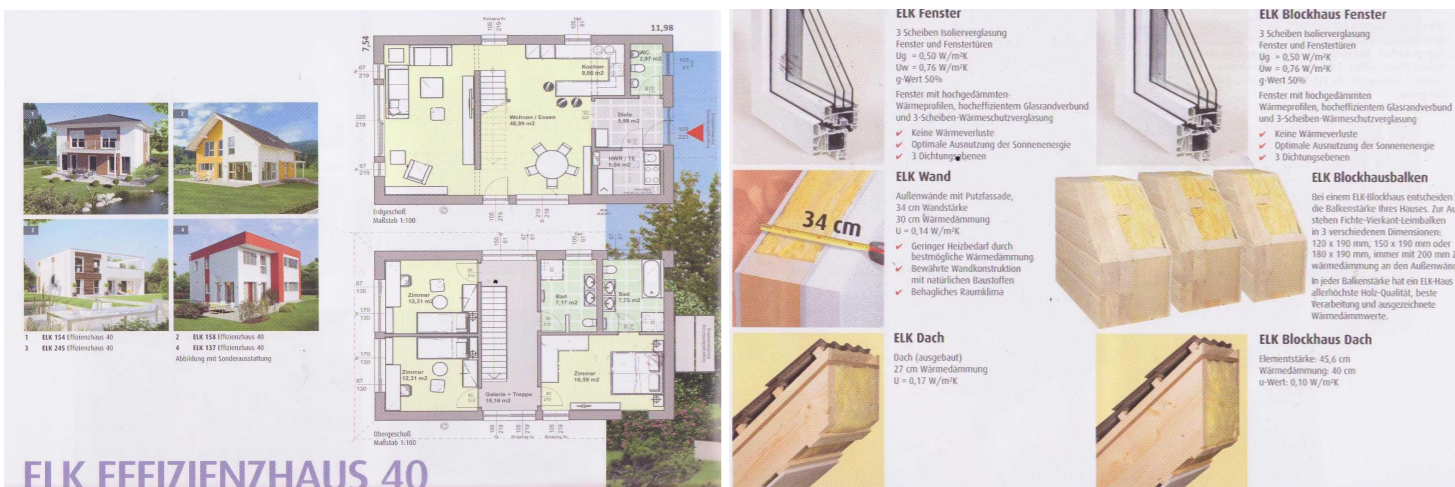 11,98
7,54
WC
2,97 m2
Kochen
9,98 m2
Wohnen / Essen
Diele
5,98 m2
HWR / TE
Erdgeschoß
Maßstab 1:100
Zimmer
12,31 m2
Bad
7,17 m2
Bad
7,75 m2
Zimmer
12,31 m2
Galerie + Treppe
15,16 m2
Zimmer
Obergeschoß
Maßstab 1:100
1 2
3 4
1 ELK 154 Effizienzhaus 40 2 ELK 158 Effizienzhaus 40
3 ELK 245 Effizienzhaus 40 4 ELK 137 Effizienzhaus 40
Abbildung mit Sonderausstattung
ELK EFFIZIENZHAUS 40
ELK Fenster
3 Scheiben Isolierverglasung
Fenster und Fenstertüren
Ug = 0,50 W/m²K
Uw = 0,76 W/m²K
g-Wert 50%
Fenster mit hochgedämmten-
Wärmeprofilen, hocheffizientem Glasrandverbund
und 3-Scheiben-Wärmeschutzverglasung
✔ Keine Wärmeverluste
✔ Optimale Ausnutzung der Sonnenenergie
✔ 3 Dichtungsebenen
ELK Wand
Außenwände mit Putzfassade,
34 cm Wandstärke
30 cm Wärmedämmung
U = 0,14 W/m²K
✔ Geringer Heizbedarf durch
bestmögliche Wärmedämmung
✔ Bewährte Wandkonstruktion
mit natürlichen Baustoffen
✔ Behagliches Raumklima
34 cm
ELK Dach
Dach (ausgebaut)
27 cm Wärmedämmung
U = 0,17 W/m²K
ELK Blockhaus Fenster
3 Scheiben Isolierverglasung
Fenster und Fenstertüren
Ug = 0,50 W/m²K
Uw = 0,76 W/m²K
g-Wert 50%
Fenster mit hochgedämmten
Wärmeprofilen, hocheffizientem Glasrandverbund
und 3-Scheiben-Wärmeschutzverglasung
✔ Keine Wärmeverluste
✔ Optimale Ausnutzung der Sonnenenergie
✔ 3 Dichtungsebenen
ELK Blockhausbalken
Bei einem ELK-Blockhaus entscheiden
die Balkenstärke Ihres Hauses. Zur Au
stehen Fichte-Vierkant-Leimbalken
in 3 verschiedenen Dimensionen:
120 x 190 mm, 150 x 190 mm oder
180 x 190 mm, immer mit 200 mm Z
wärmedämmung an den Außenwänd
In jeder Balkenstärke hat ein ELK-Haus
allerhöchste Holz-Qualität, beste
Verarbeitung und ausgezeichnete
Wärmedämmwerte.
ELK Blockhaus Dach
Elementstärke: 45,6 cm
Wärmedämmung: 40 cm
u-Wert: 0,10 W/m²K